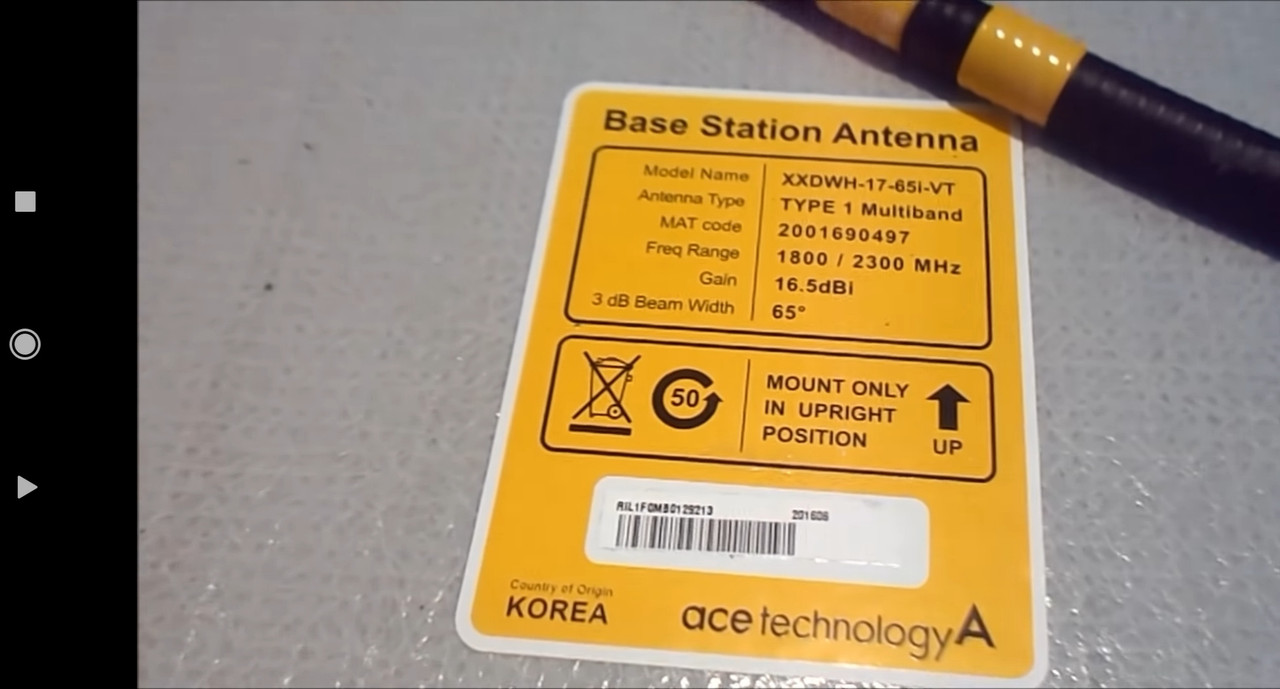 Base Station Antenna
Model Name XXDWH-17-65i-VT
Antenna Type TYPE 1 Multiband
MAT code 2001690497
Freq Range 1800 / 2300 MHz
Gain 16.5dBi
3 dB Beam Width 65°
50
MOUNT ONLY
IN UPRIGHT
POSITION
UP
RIL1FQMB0129213 201606
Country of Origin
KOREA
ace technology A